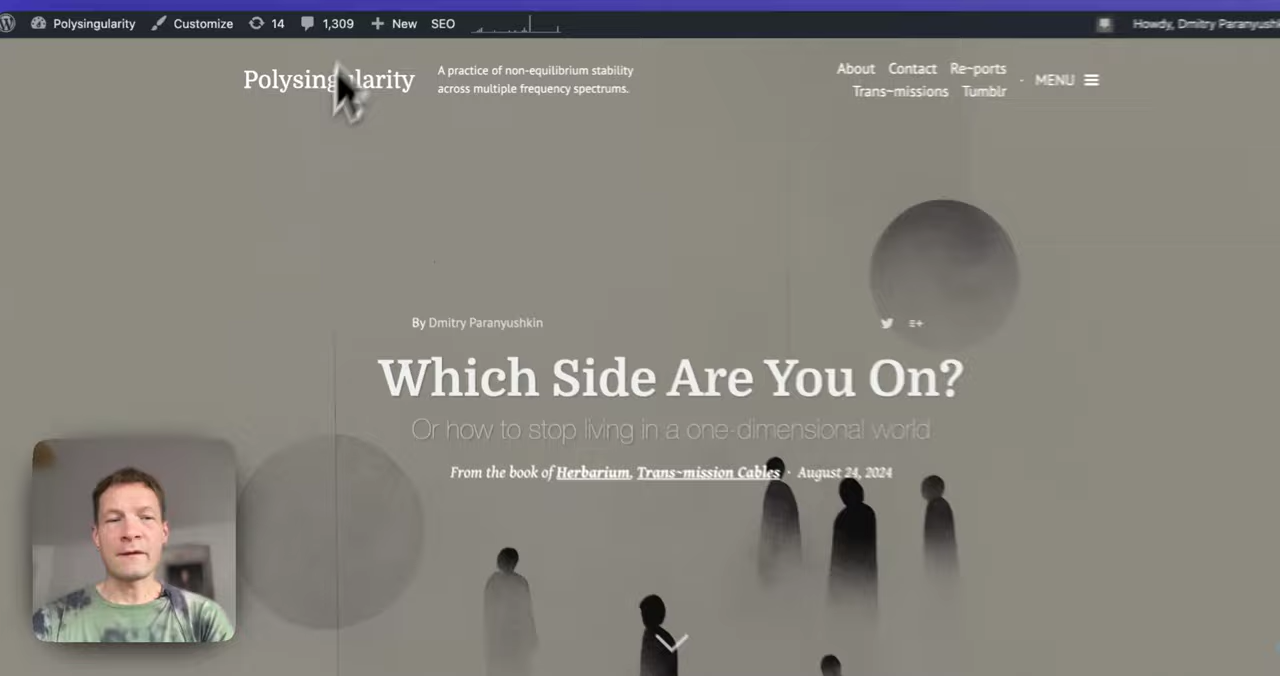 Polysingularity Customize 14 1,309 New SEO Howdy, Dmitry
Polysingularity
A practice of non-equilibrium stability
across multiple frequency spectrums.
About Contact Re~ports
Trans~missions Tumblr
· MENU
By Dmitry Paranyushkin
Which Side Are You On?
Or how to stop living in a one-dimensional world
From the book of Herbarium, Trans~mission Cables · August 24, 2024